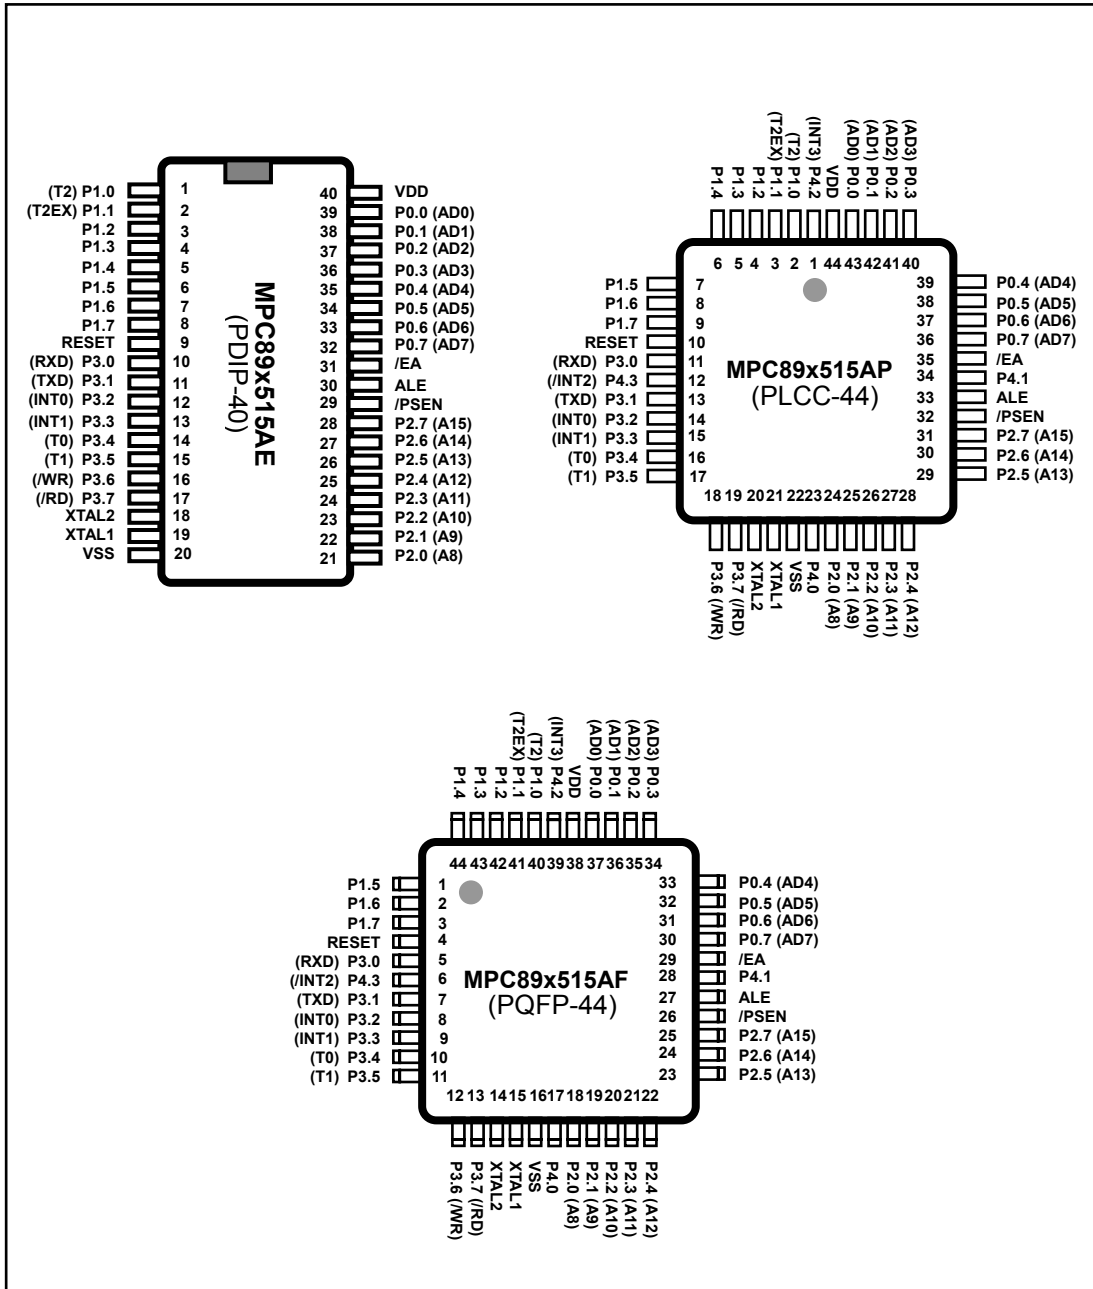 (T2) P1.0 1
(T2EX) P1.1 2
P1.2 3
P1.3 4
P1.4 5
P1.5 6
P1.6 7
P1.7 8
RESET 9
(RXD) P3.0 10
(TXD) P3.1 11
(INT0) P3.2 12
(INT1) P3.3 13
(T0) P3.4 14
(T1) P3.5 15
(/WR) P3.6 16
(/RD) P3.7 17
XTAL2 18
XTAL1 19
VSS 20
MPC89x515AE
(PDIP-40)
40 VDD
39 P0.0 (AD0)
38 P0.1 (AD1)
37 P0.2 (AD2)
36 P0.3 (AD3)
35 P0.4 (AD4)
34 P0.5 (AD5)
33 P0.6 (AD6)
32 P0.7 (AD7)
31 /EA
30 ALE
29 /PSEN
28 P2.7 (A15)
27 P2.6 (A14)
26 P2.5 (A13)
25 P2.4 (A12)
24 P2.3 (A11)
23 P2.2 (A10)
22 P2.1 (A9)
21 P2.0 (A8)
P1.4
P1.3
P1.2
(T2EX) P1.1
(T2) P1.0
(INT3) P4.2
VDD
(AD0) P0.0
(AD1) P0.1
(AD2) P0.2
(AD3) P0.3
6 5 4 3 2 1 44 43 42 41 40
P1.5 7
P1.6 8
P1.7 9
RESET 10
(RXD) P3.0 11
(/INT2) P4.3 12
(TXD) P3.1 13
(INT0) P3.2 14
(INT1) P3.3 15
(T0) P3.4 16
(T1) P3.5 17
MPC89x515AP
(PLCC-44)
39 P0.4 (AD4)
38 P0.5 (AD5)
37 P0.6 (AD6)
36 P0.7 (AD7)
35 /EA
34 P4.1
33 ALE
32 /PSEN
31 P2.7 (A15)
30 P2.6 (A14)
29 P2.5 (A13)
18 19 20 21 22 23 24 25 26 27 28
P3.6 (/WR)
P3.7 (/RD)
XTAL2
XTAL1
VSS
P4.0
P2.0 (A8)
P2.1 (A9)
P2.2 (A10)
P2.3 (A11)
P2.4 (A12)
P1.4
P1.3
P1.2
(T2EX) P1.1
(T2) P1.0
(INT3) P4.2
VDD
(AD0) P0.0
(AD1) P0.1
(AD2) P0.2
(AD3) P0.3
44 43 42 41 40 39 38 37 36 35 34
P1.5 1
P1.6 2
P1.7 3
RESET 4
(RXD) P3.0 5
(/INT2) P4.3 6
(TXD) P3.1 7
(INT0) P3.2 8
(INT1) P3.3 9
(T0) P3.4 10
(T1) P3.5 11
MPC89x515AF
(PQFP-44)
33 P0.4 (AD4)
32 P0.5 (AD5)
31 P0.6 (AD6)
30 P0.7 (AD7)
29 /EA
28 P4.1
27 ALE
26 /PSEN
25 P2.7 (A15)
24 P2.6 (A14)
23 P2.5 (A13)
12 13 14 15 16 17 18 19 20 21 22
P3.6 (/WR)
P3.7 (/RD)
XTAL2
XTAL1
VSS
P4.0
P2.0 (A8)
P2.1 (A9)
P2.2 (A10)
P2.3 (A11)
P2.4 (A12)